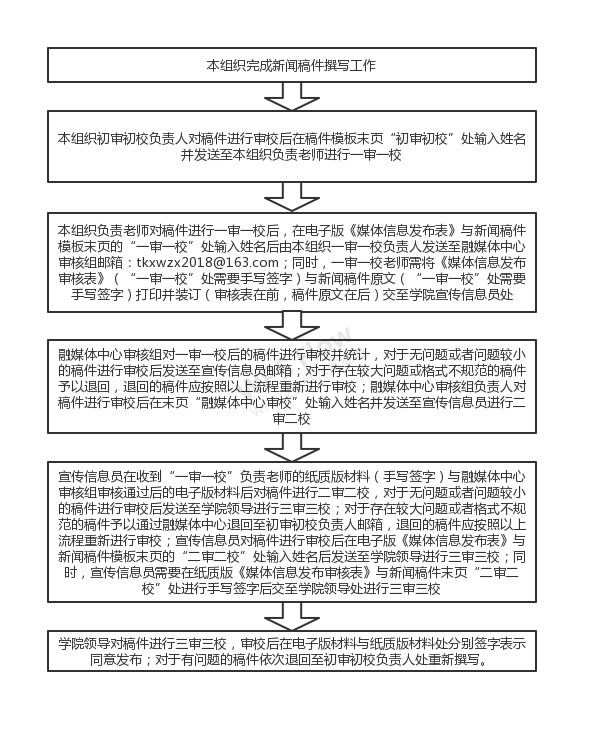 本组织完成新闻稿件撰写工作
本组织初审初校负责人对稿件进行审校后在稿件模板末页“初审初校”处输入姓名
并发送至本组织负责老师进行一审一校
本组织负责老师对稿件进行一审一校后，在电子版《媒体信息发布表》与新闻稿件
模板末页的“一审一校”处输入姓名后由本组织一审一校负责人发送至融媒体中心
审核组邮箱：tkxwzx2018@163.com；同时，一审一校老师需将《媒体信息发布
审核表》（“一审一校”处需要手写签字）与新闻稿件原文（“一审一校”处需要
手写签字）打印并装订（审核表在前，稿件原文在后）交至学院宣传信息员处
融媒体中心审核组对一审一校后的稿件进行审校并统计，对于无问题或者问题较小
的稿件进行审校后发送至宣传信息员邮箱；对于存在较大问题或格式不规范的稿件
予以退回，退回的稿件应按照以上流程重新进行审校；融媒体中心审核组负责人对
稿件进行审校后在末页“融媒体中心审校”处输入姓名并发送至宣传信息员进行二
审二校
宣传信息员在收到“一审一校”负责老师的纸质版材料（手写签字）与融媒体中心
审核组审核通过后的电子版材料后对稿件进行二审二校，对于无问题或者问题较小
的稿件进行审校后发送至学院领导进行三审三校；对于存在较大问题或者格式不规
范的稿件予以通过融媒体中心退回至初审初校负责人邮箱，退回的稿件应按照以上
流程重新进行审校；宣传信息员对稿件进行审校后在电子版《媒体信息发布表》与
新闻稿件模板末页的“二审二校”处输入姓名后发送至学院领导进行三审三校；同
时，宣传信息员需要在纸质版《媒体信息发布审核表》与新闻稿件末页“二审二
校”处进行手写签字后交至学院领导处进行三审三校
学院领导对稿件进行三审三校，审校后在电子版材料与纸质版材料处分别签字表示
同意发布；对于有问题的稿件依次退回至初审初校负责人处重新撰写。